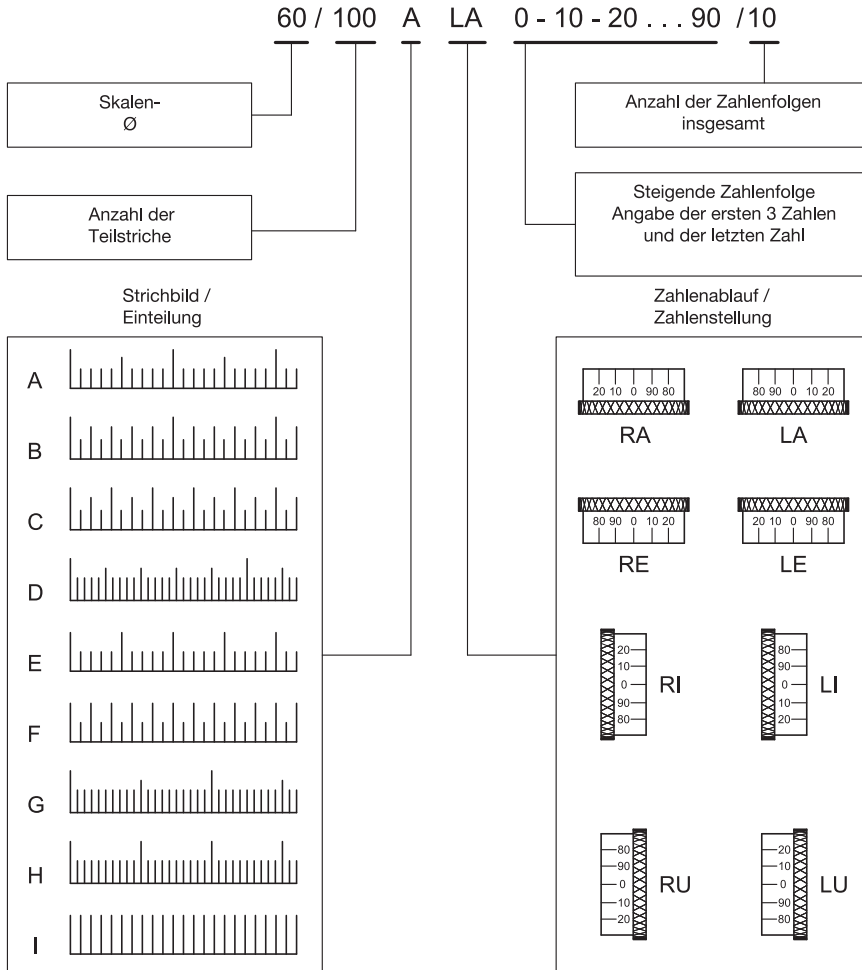 60 / 100 A LA 0 - 10 - 20 . . . 90 / 10
Skalen-
Ø
Anzahl der Zahlenfolgen
insgesamt
Anzahl der
Teilstriche
Steigende Zahlenfolge
Angabe der ersten 3 Zahlen
und der letzten Zahl
Strichbild /
Einteilung
Zahlenablauf /
Zahlenstellung
A
B
C
D
E
F
G
H
I
20 10 0 90 80
RA
80 90 0 10 20
LA
80 90 0 10 20
RE
20 10 0 90 80
LE
20
10
0
90
80
RI
80
90
0
10
20
LI
80
90
0
10
20
RU
20
10
0
90
80
LU